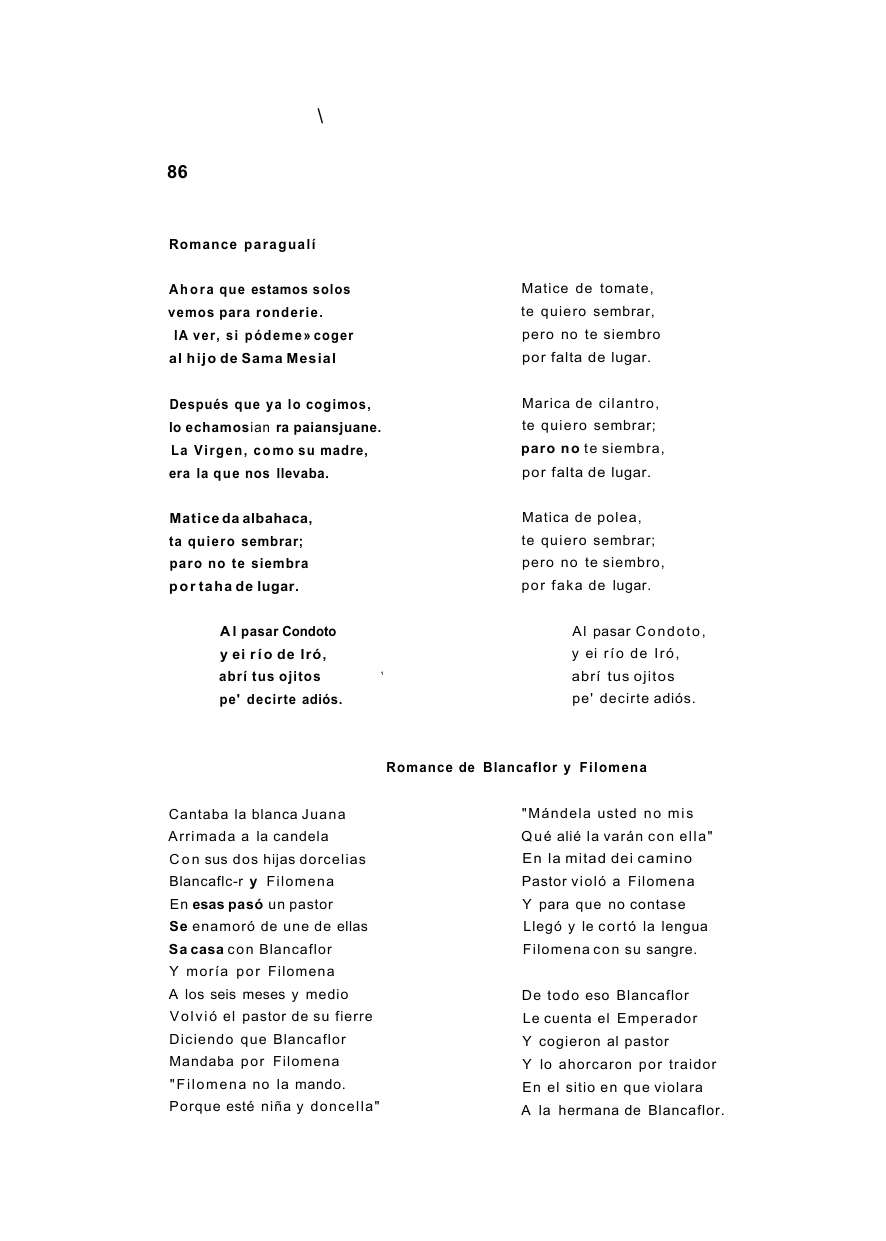 \
86
Romance paragualí
Ahora que estamos solos
vemos para ronderie.
lA ver, si pódeme» coger
al hijo de Sama Mesial
Después que ya lo cogimos,
lo echamosian ra paiansjuane.
La Virgen, como su madre,
era la que nos llevaba.
Matice da albahaca,
ta quiero sembrar;
paro no te siembra
por taha de lugar.
Al pasar Condoto
y ei río de Iró,
abrí tus ojitos
pe' decirte adiós.
Matice de tomate,
te quiero sembrar,
pero no te siembro
por falta de lugar.
Marica de cilantro,
te quiero sembrar;
paro no te siembra,
por falta de lugar.
Matica de polea,
te quiero sembrar;
pero no te siembro,
por faka de lugar.
Al pasar Condoto,
y ei río de Iró,
abrí tus ojitos
pe' decirte adiós.
Romance de Blancaflor y Filomena
Cantaba la blanca Juana
Arrimada a la candela
Con sus dos hijas dorcelias
Blancaflc-r y Filomena
En esas pasó un pastor
Se enamoró de une de ellas
Sa casa con Blancaflor
Y moría por Filomena
A los seis meses y medio
Volvió el pastor de su fierre
Diciendo que Blancaflor
Mandaba por Filomena
"Filomena no la mando.
Porque esté niña y doncella"
"Mándela usted no mis
Qué alié la varán con ella"
En la mitad dei camino
Pastor violó a Filomena
Y para que no contase
Llegó y le cortó la lengua
Filomena con su sangre.
De todo eso Blancaflor
Le cuenta el Emperador
Y cogieron al pastor
Y lo ahorcaron por traidor
En el sitio en que violara
A la hermana de Blancaflor.